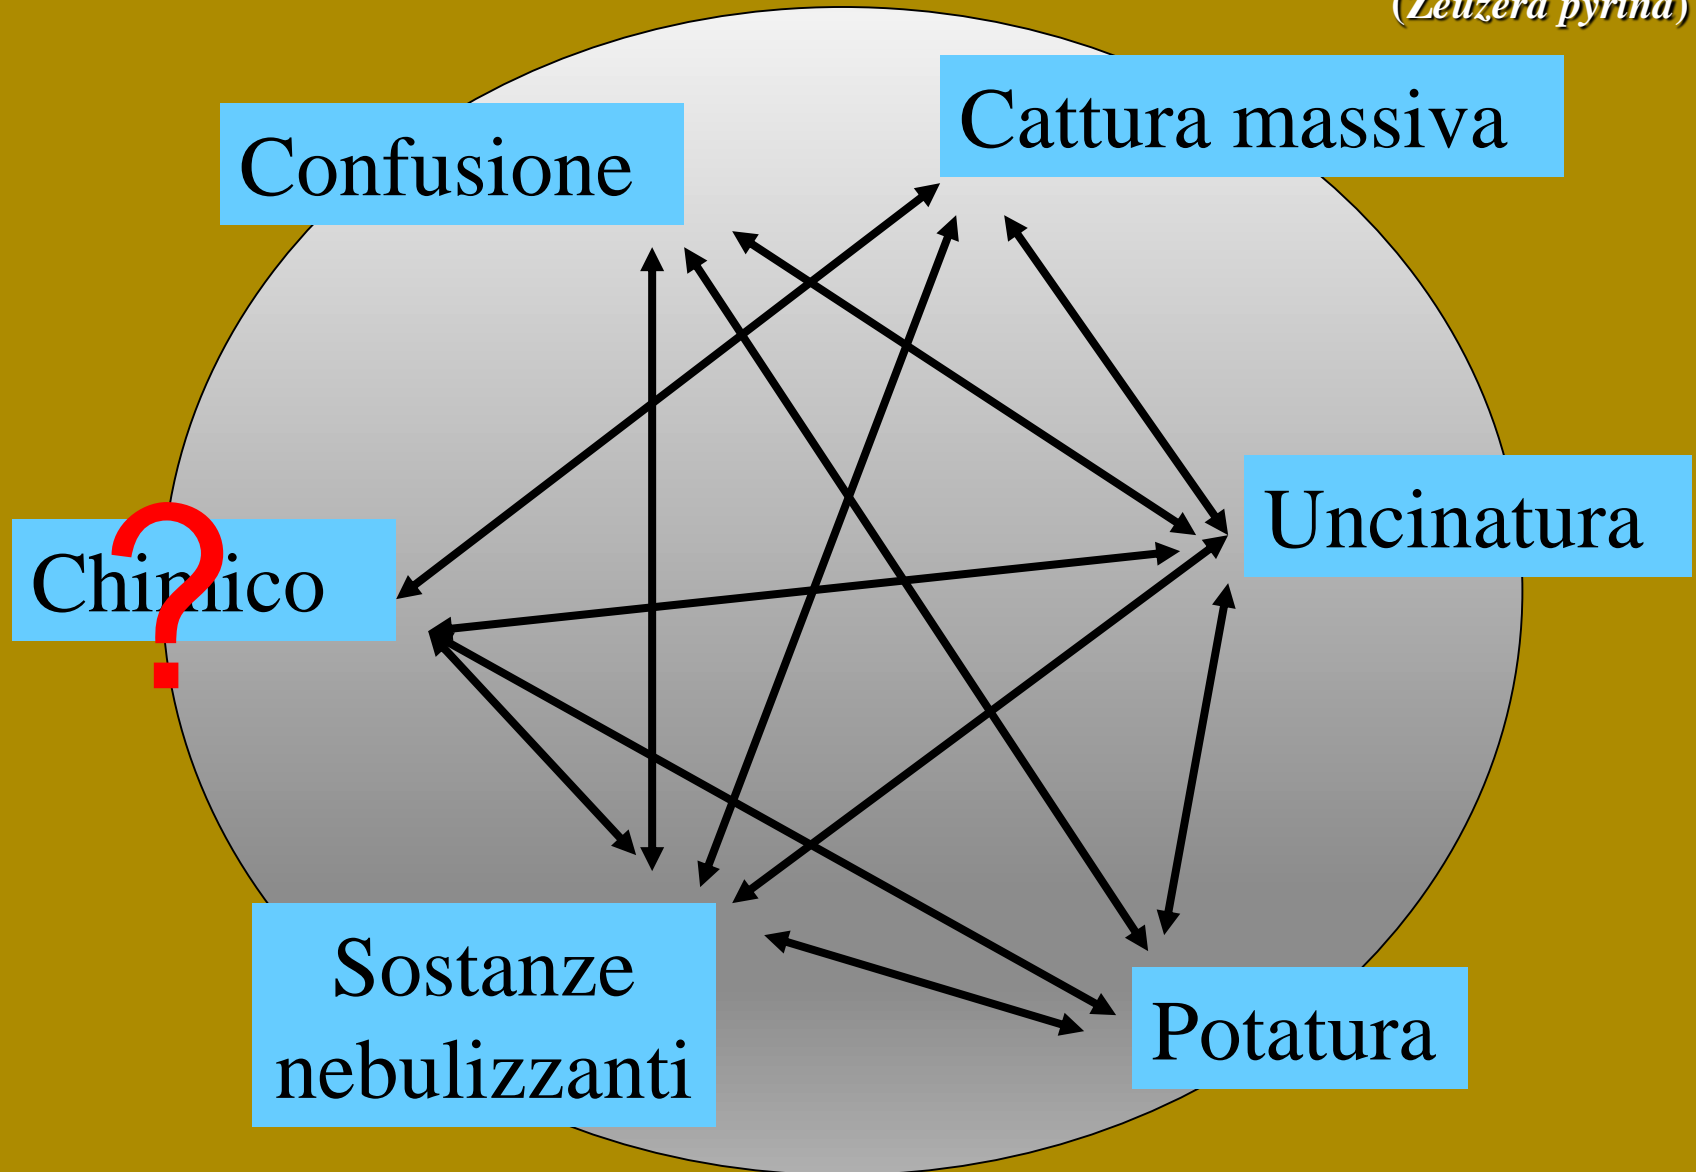 (Zeuzera pyrina)
Cattura massiva
Confusione
Uncinatura
Chimico
?
Sostanze
nebulizzanti
Potatura